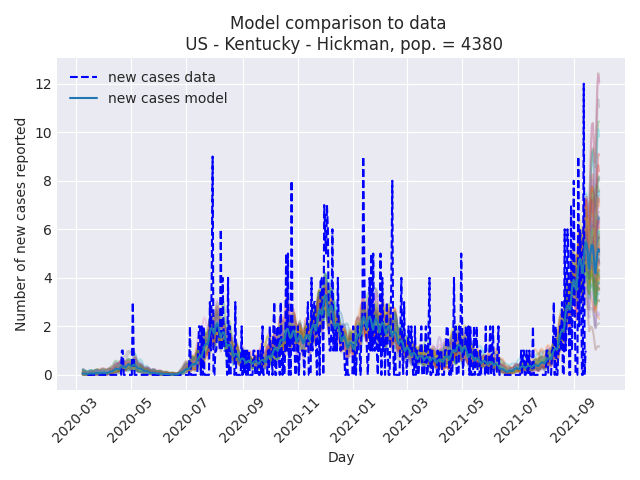 Model comparison to data
US - Kentucky - Hickman, pop. = 4380
new cases data
new cases model
Number of new cases reported
12
10
8
6
4
2
0
2020-03
2020-05
2020-07
2020-09
2020-11
2021-01
2021-03
2021-05
2021-07
2021-09
Day